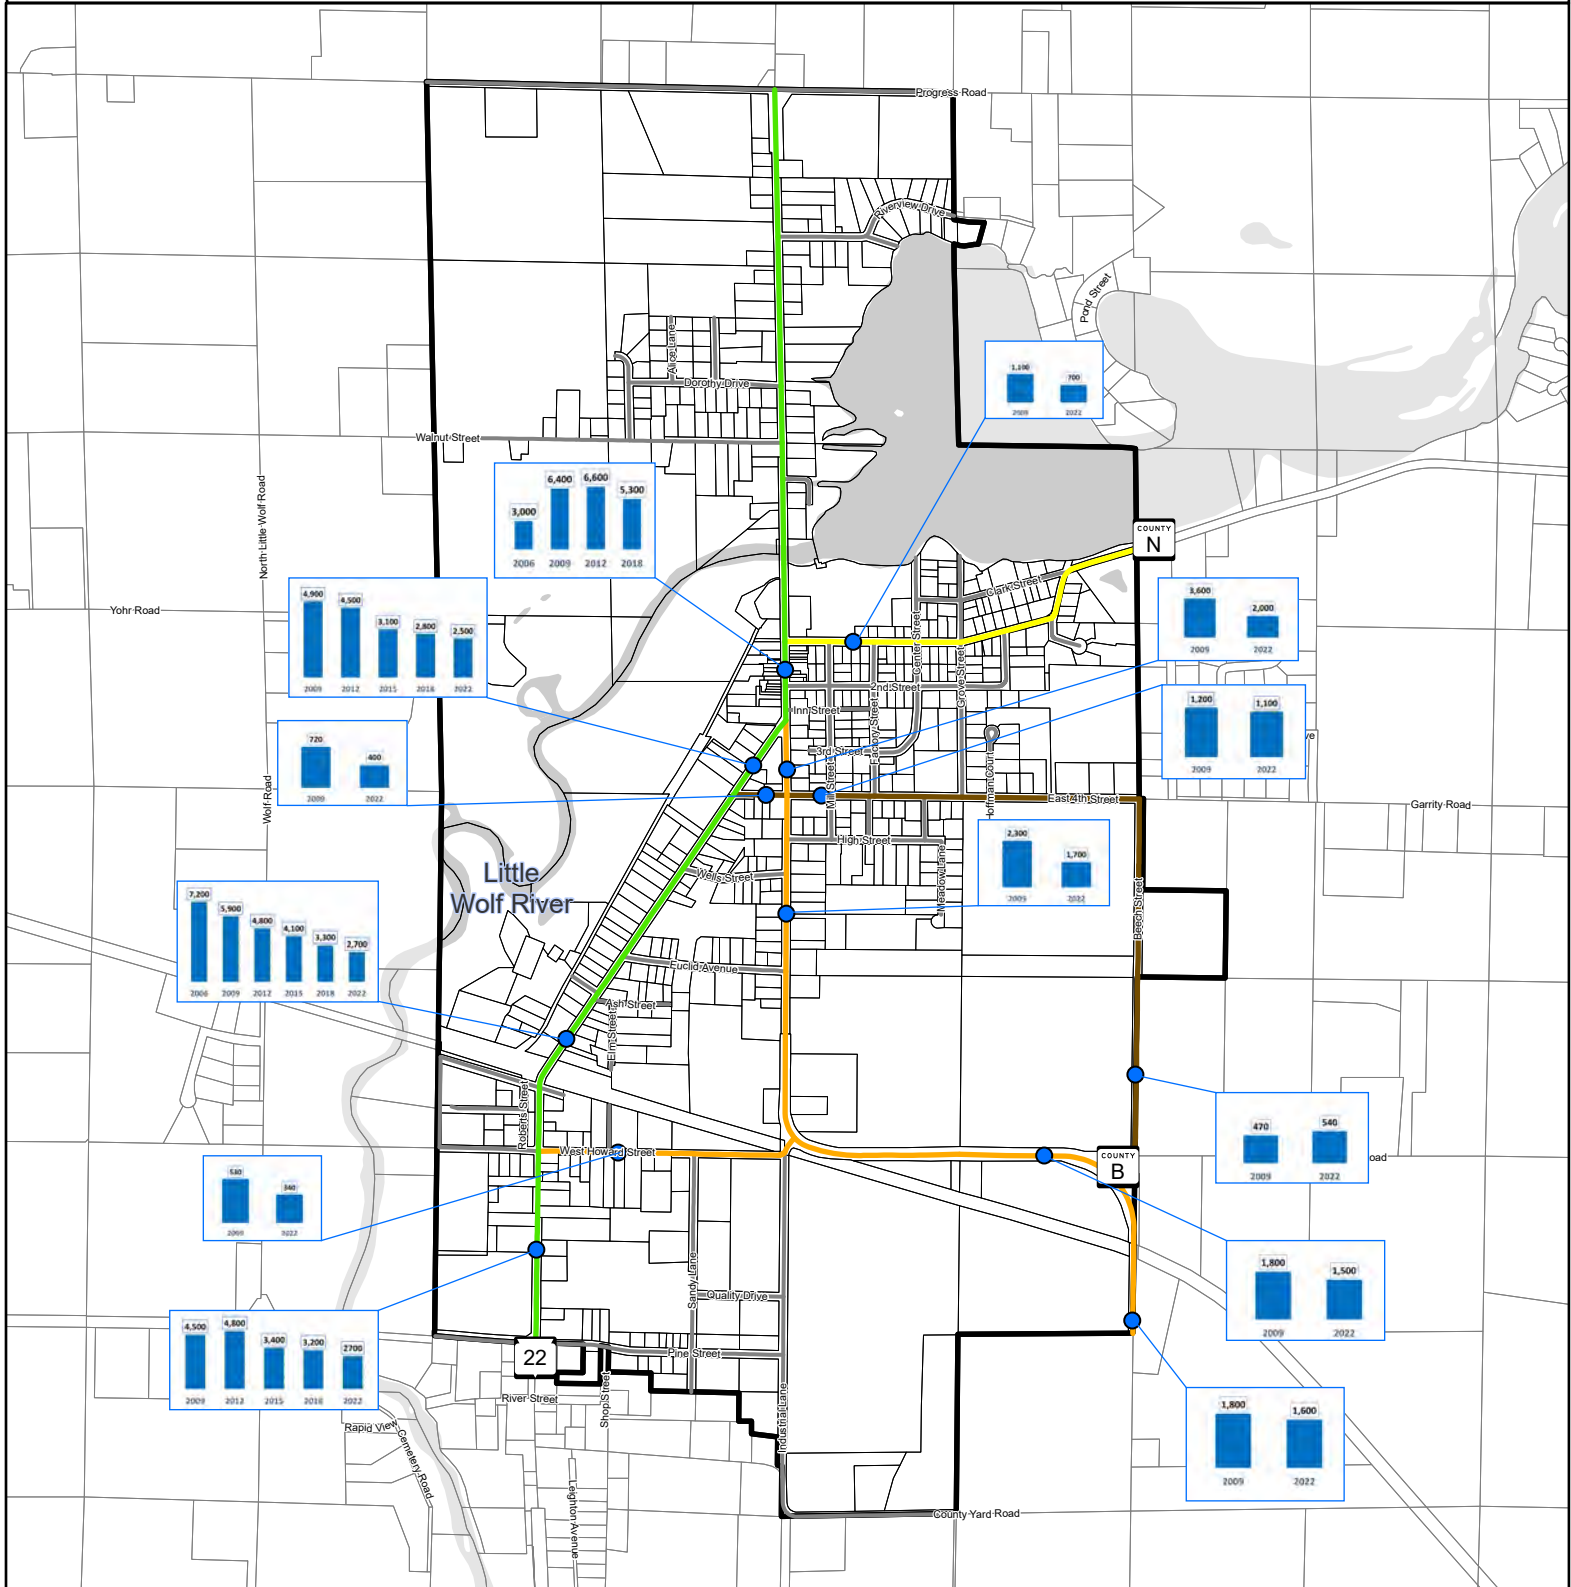 Progress Road
Riverview Drive
Pond Street
Alice Lane
Dorothy Drive
1,100
700
2009
2022
Walnut Street
North Little Wolf Road
3,000
6,400
6,600
5,300
2006
2009
2012
2018
COUNTY
N
Clark Street
4,900
4,500
3,100
2,800
2,500
2009
2012
2015
2018
2022
Yohr Road
3,600
2,000
2009
2022
Center Street
Grove Street
2nd Street
Inn Street
Factory Street
3rd Street
Mill Street
Hoffman Court
1,200
1,100
2009
2022
ve
720
400
2009
2022
Wolf Road
East 4th Street
Garrity Road
High Street
Meadow Lane
2,300
1,700
2009
2022
Wells Street
Little
Wolf River
7,200
5,900
4,800
4,100
3,300
2,700
2006
2009
2012
2015
2018
2022
Beech Street
Euclid Avenue
Ash Street
Elm Street
Roberts Street
470
540
2009
2022
West Howard Street
COUNTY
B
oad
340
2009
2022
Sandy Lane
Quality Drive
1,800
1,500
2009
2022
4,500
4,800
3,400
3,200
2700
2009
2012
2015
2018
2022
22
Pine Street
River Street
Shop Street
Industrial Lane
Rapid View
Cemetery Road
Leighton Avenue
1,800
1,600
2009
2022
County Yard Road